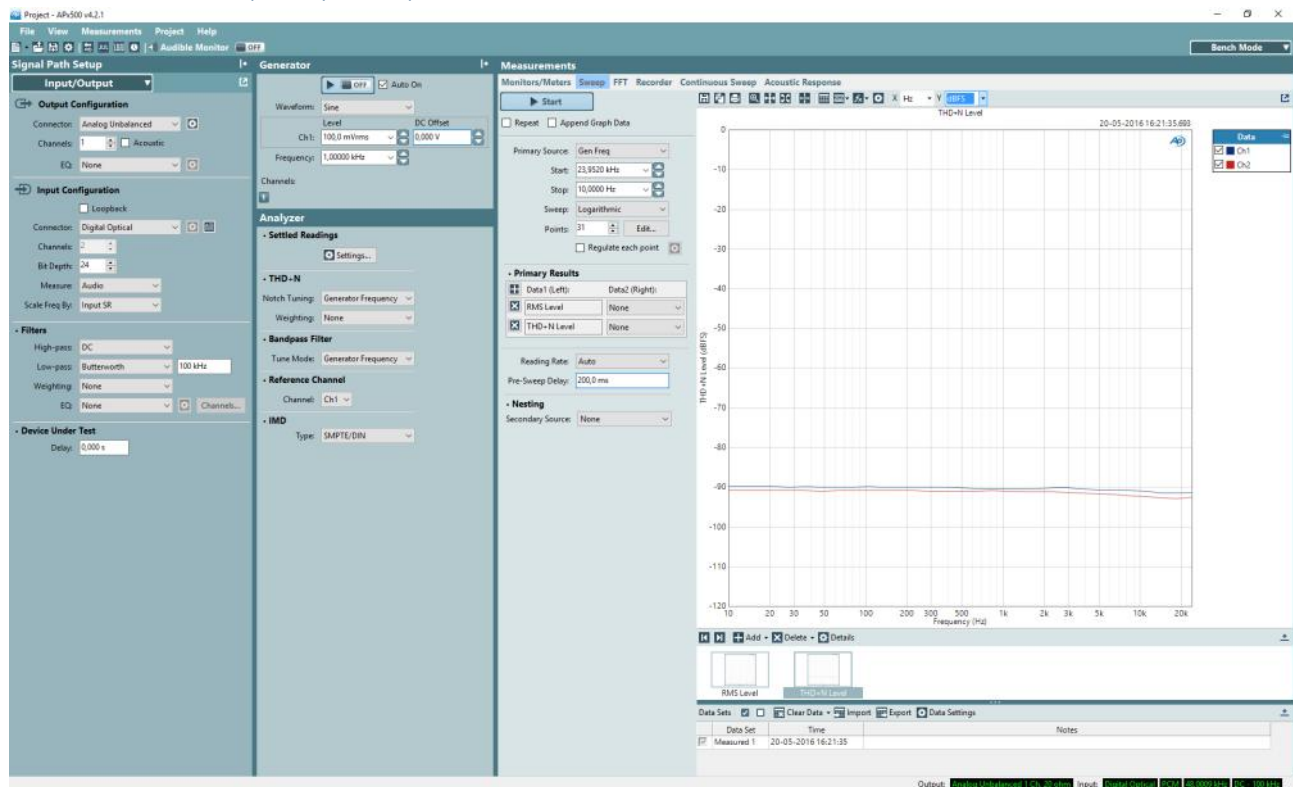 Project - APx500 v4.2.1
File View Measurements Project Help
Audible Monitor OFF
Bench Mode
Signal Path Setup
Input/Output
Output Configuration
Connector: Analog Unbalanced
Channels: 1 Acoustic
EQ: None
Input Configuration
Loopback
Connector: Digital Optical
Channels: 2
Bit Depth: 24
Measure: Audio
Scale Freq By: Input SR
Filters
High-pass: DC
Low-pass: Butterworth 100 kHz
Weighting: None
EQ: None Channels...
Device Under Test
Delay: 0,000 s
Generator
OFF Auto On
Waveform: Sine
Level DC Offset
Ch1: 100,0 mVrms 0,000 V
Frequency: 1,00000 kHz
Channels:
1
Analyzer
Settled Readings
Settings...
THD+N
Notch Tuning: Generator Frequency
Weighting: None
Bandpass Filter
Tune Mode: Generator Frequency
Reference Channel
Channel: Ch1
IMD
Type: SMPTE/DIN
Measurements
Monitors/Meters Sweep FFT Recorder Continuous Sweep Acoustic Response
Start
Repeat Append Graph Data
Primary Source: Gen Freq
Start: 23,9520 kHz
Stop: 10,0000 Hz
Sweep: Logarithmic
Points: 31 Edit...
Regulate each point
Primary Results
Data1 (Left): Data2 (Right):
RMS Level None
THD+N Level None
Reading Rate: Auto
Pre-Sweep Delay: 200,0 ms
Nesting
Secondary Source: None
X Hz Y dBFS
THD+N Level
20-05-2016 16:21:35.693
AP
Data
Ch1
Ch2
THD+N Level (dBFS)
0
-10
-20
-30
-40
-50
-60
-70
-80
-90
-100
-110
-120
10 20 30 50 100 200 300 500 1k 2k 3k 5k 10k 20k
Frequency (Hz)
Add Delete Details
RMS Level THD+N Level
Data Sets Clear Data Import Export Data Settings
Data Set Time Notes
Measured 1 20-05-2016 16:21:35
Output: Analog Unbalanced 1 Ch, 20 ohm Input: Digital Optical PCM 48,0009 kHz DC - 100 kHz